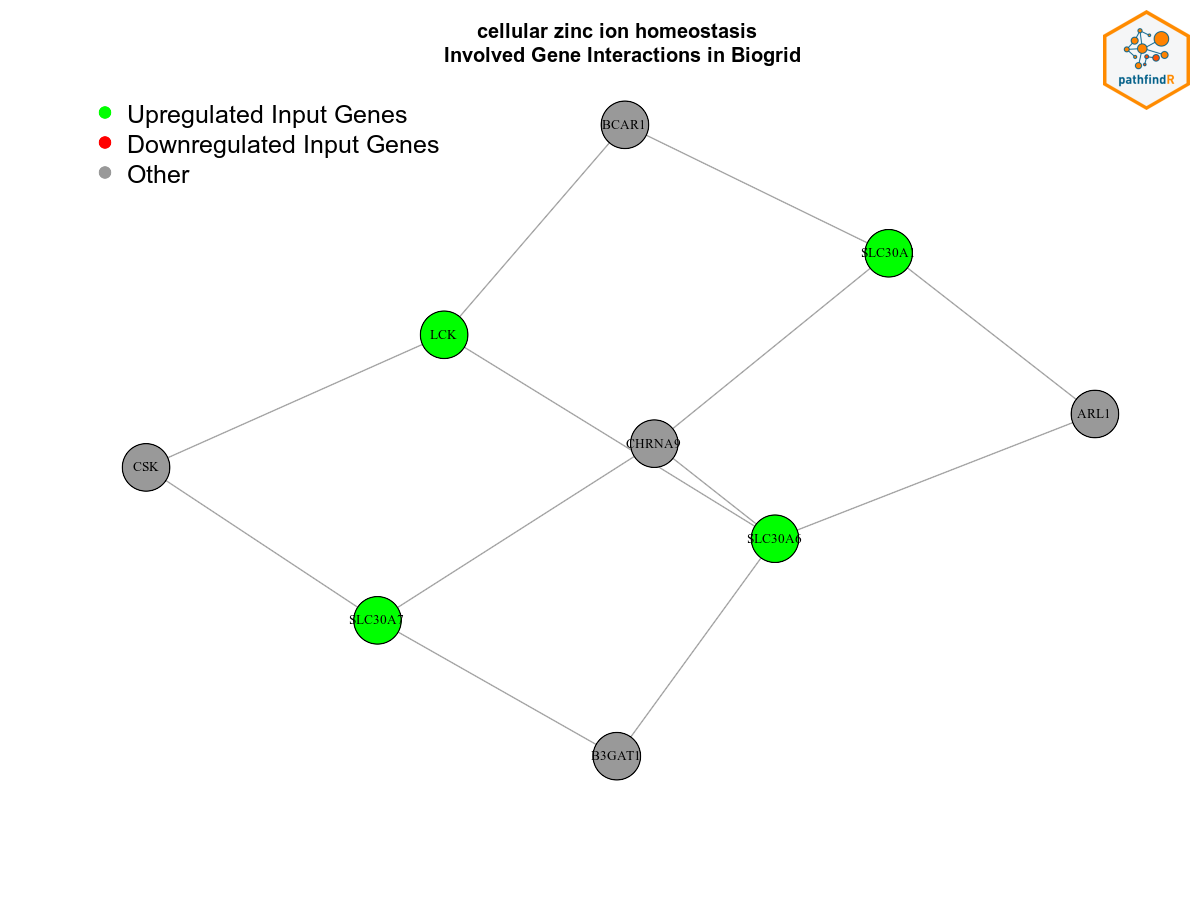 cellular zinc ion homeostasis
Involved Gene Interactions in Biogrid
pathfindR
Upregulated Input Genes
Downregulated Input Genes
Other
BCAR1
SLC30A1
LCK
ARL1
CHRNA9
CSK
SLC30A6
SLC30A7
B3GAT1